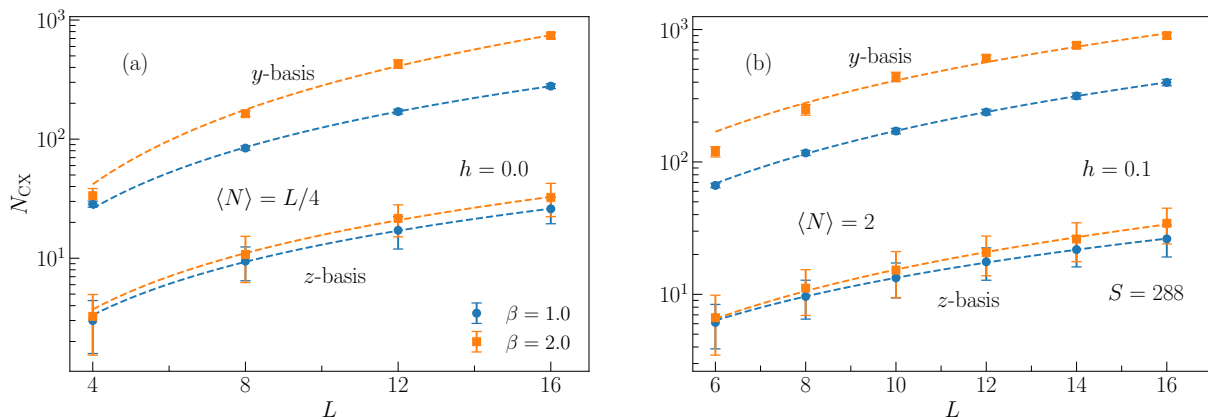 10^3
10^2
10^1
N_CX
(a)
y-basis
h = 0.0
⟨N⟩ = L/4
z-basis
β = 1.0
β = 2.0
4
8
12
16
L
10^3
10^2
10^1
(b)
y-basis
h = 0.1
⟨N⟩ = 2
z-basis
S = 288
6
8
10
12
14
16
L